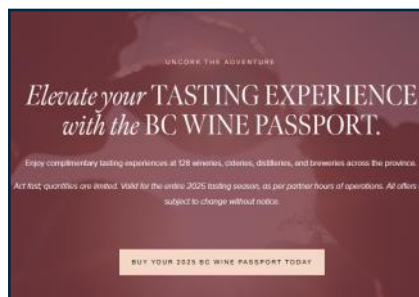 UNCORK THE ADVENTURE
Elevate your TASTING EXPERIENCE
with the BC WINE PASSPORT.
Enjoy complimentary tasting experiences at 128 wineries, cideries, distilleries, and breweries across the province.
Act fast; quantities are limited. Valid for the entire 2025 tasting season, as per partner hours of operations. All offers
subject to change without notice.
BUY YOUR 2025 BC WINE PASSPORT TODAY